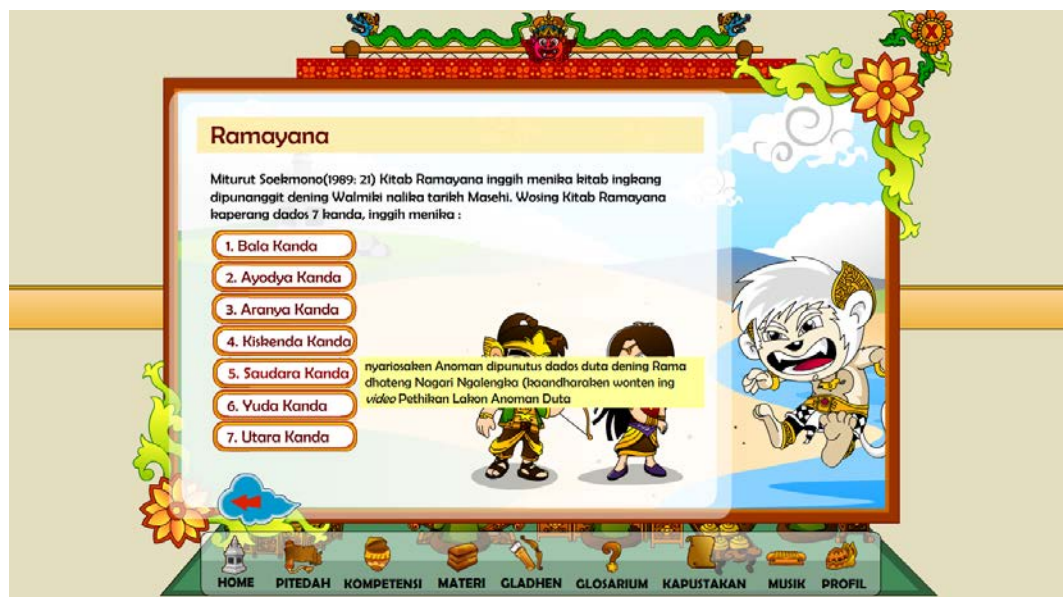 X
Ramayana
Miturut Soekmono(1989: 21) Kitab Ramayana inggih menika kitab ingkang
dipunanggit dening Walmiki nalika tarikh Masehi. Wosing Kitab Ramayana
kaperang dados 7 kanda, inggih menika :
1. Bala Kanda
2. Ayodya Kanda
3. Aranya Kanda
4. Kiskenda Kanda
5. Saudara Kanda
nyariosaken Anoman dipunutus dados duta dening Rama
dhateng Nagari Ngalengka (kaandharaken wonten ing
video Pethikan Lakon Anoman Duta
6. Yuda Kanda
7. Utara Kanda
HOME PITEDAH KOMPETENSI MATERI GLADHEN GLOSARIUM KAPUSTAKAN MUSIK PROFIL